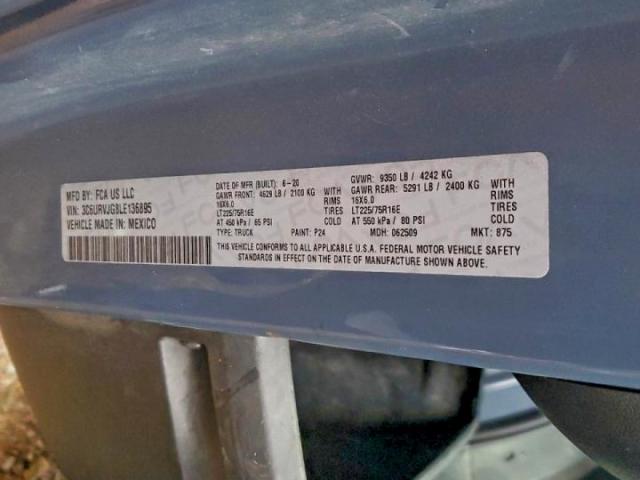 MFD BY: FCA US LLC
VIN: 3C6URVJG8LE136895
VEHICLE MADE IN: MEXICO
DATE OF MFR (BUILT): 6-20
GAWR FRONT: 4629 LB / 2100 KG
16X6.0
LT225/75R16E
AT 450 kPa / 65 PSI
TYPE: TRUCK
WITH
RIMS
TIRES
COLD
GVWR: 9350 LB / 4242 KG
GAWR REAR: 5291 LB / 2400 KG
16X6.0
LT225/75R16E
AT 550 kPa / 80 PSI
WITH
RIMS
TIRES
COLD
PAINT: P24
MDH: 062509
MKT: 875
THIS VEHICLE CONFORMS TO ALL APPLICABLE U.S.A. FEDERAL MOTOR VEHICLE SAFETY
STANDARDS IN EFFECT ON THE DATE OF MANUFACTURE SHOWN ABOVE.